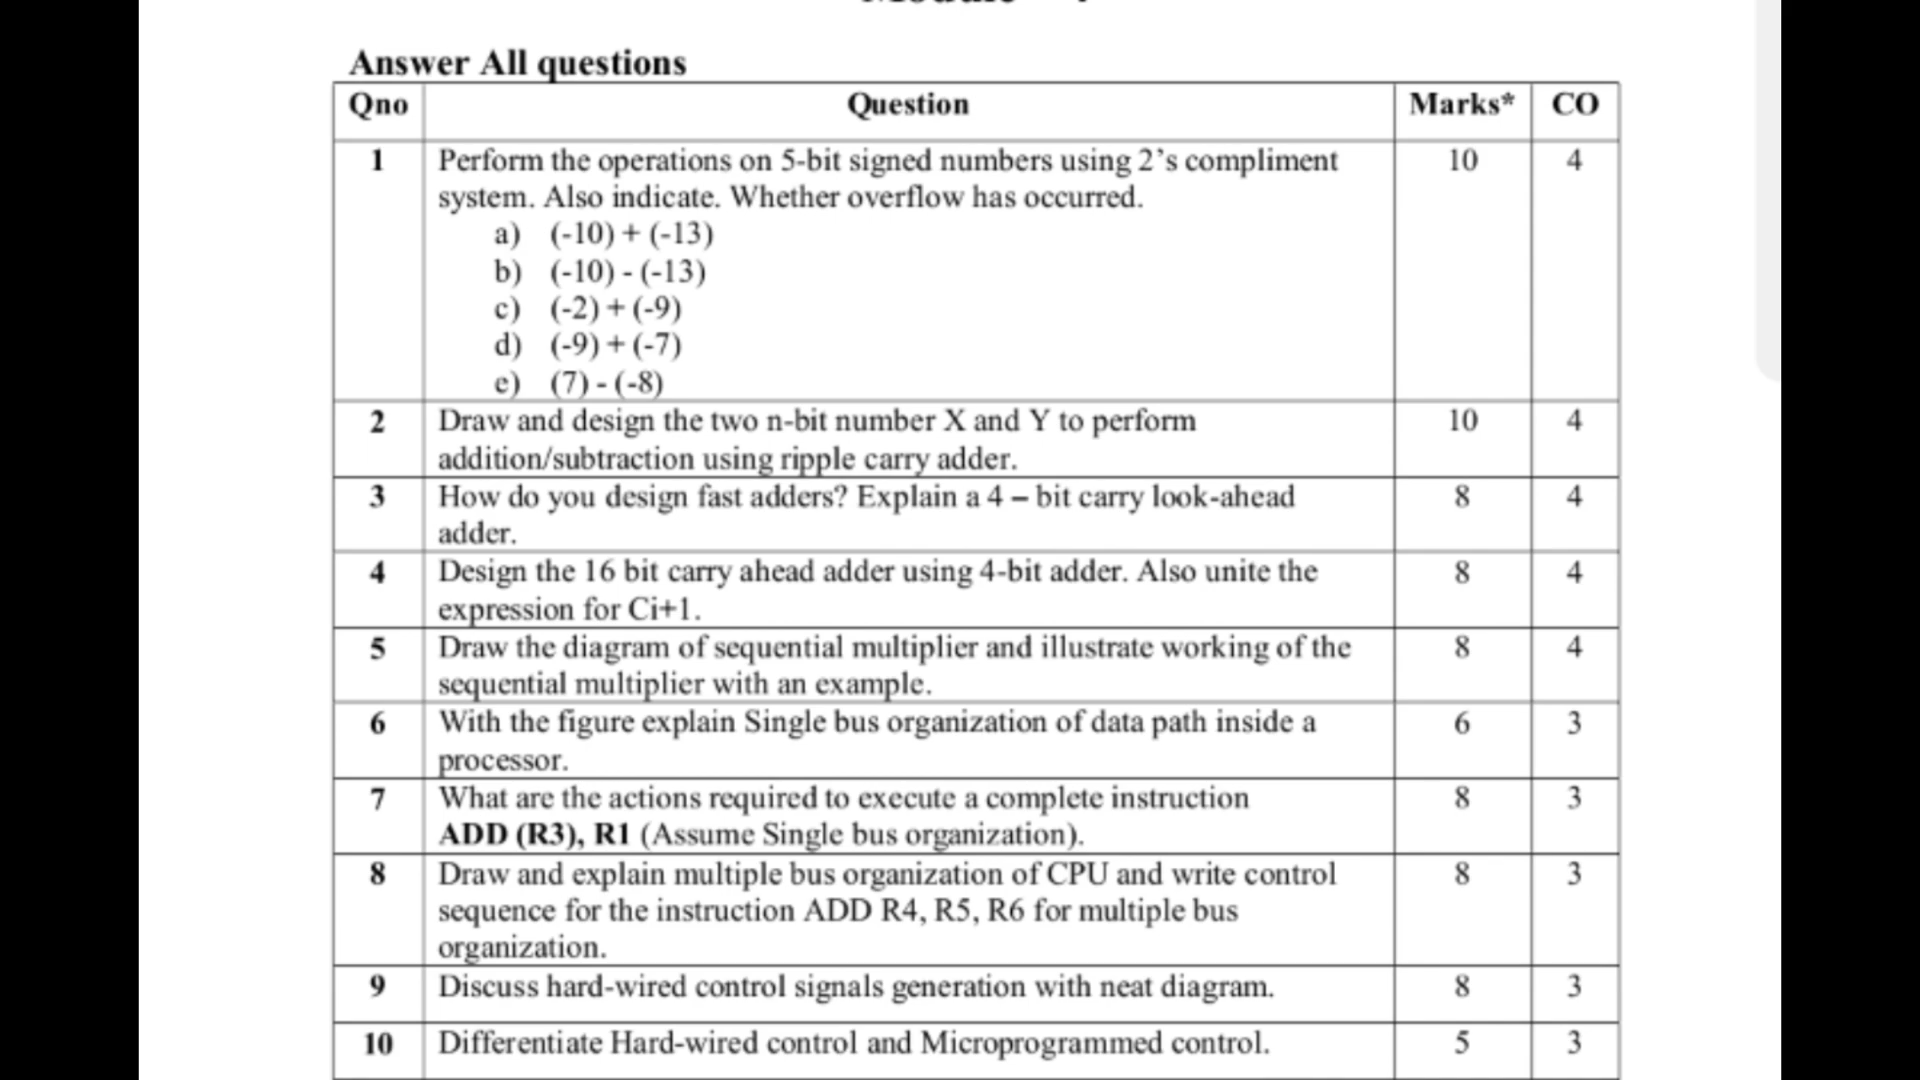 Answer All questions
Qno Question Marks* CO
1 Perform the operations on 5-bit signed numbers using 2's compliment 10 4
system. Also indicate. Whether overflow has occurred.
a) (-10) + (-13)
b) (-10) - (-13)
c) (-2) + (-9)
d) (-9) + (-7)
e) (7) - (-8)
2 Draw and design the two n-bit number X and Y to perform 10 4
addition/subtraction using ripple carry adder.
3 How do you design fast adders? Explain a 4 – bit carry look-ahead 8 4
adder.
4 Design the 16 bit carry ahead adder using 4-bit adder. Also unite the 8 4
expression for Ci+1.
5 Draw the diagram of sequential multiplier and illustrate working of the 8 4
sequential multiplier with an example.
6 With the figure explain Single bus organization of data path inside a 6 3
processor.
7 What are the actions required to execute a complete instruction 8 3
ADD (R3), R1 (Assume Single bus organization).
8 Draw and explain multiple bus organization of CPU and write control 8 3
sequence for the instruction ADD R4, R5, R6 for multiple bus
organization.
9 Discuss hard-wired control signals generation with neat diagram. 8 3
10 Differentiate Hard-wired control and Microprogrammed control. 5 3